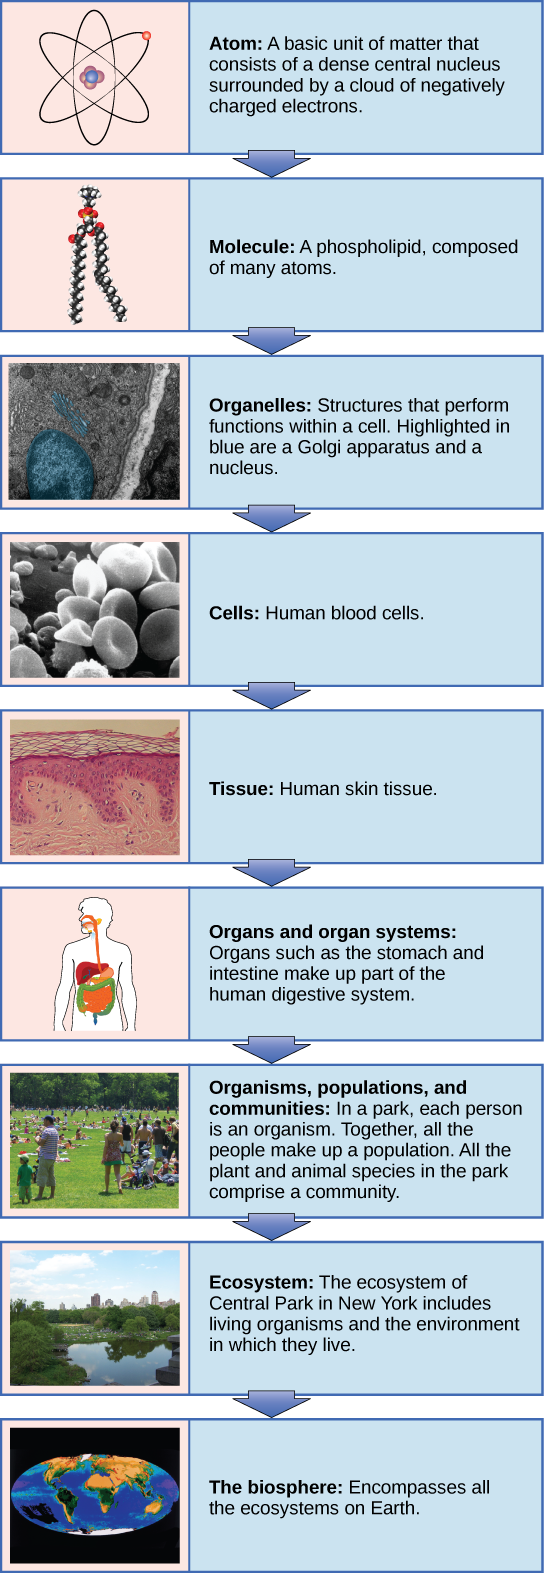 Atom: A basic unit of matter that
consists of a dense central nucleus
surrounded by a cloud of negatively
charged electrons.
Molecule: A phospholipid, composed
of many atoms.
Organelles: Structures that perform
functions within a cell. Highlighted in
blue are a Golgi apparatus and a
nucleus.
Cells: Human blood cells.
Tissue: Human skin tissue.
Organs and organ systems:
Organs such as the stomach and
intestine make up part of the
human digestive system.
Organisms, populations, and
communities: In a park, each person
is an organism. Together, all the
people make up a population. All the
plant and animal species in the park
comprise a community.
Ecosystem: The ecosystem of
Central Park in New York includes
living organisms and the environment
in which they live.
The biosphere: Encompasses all
the ecosystems on Earth.